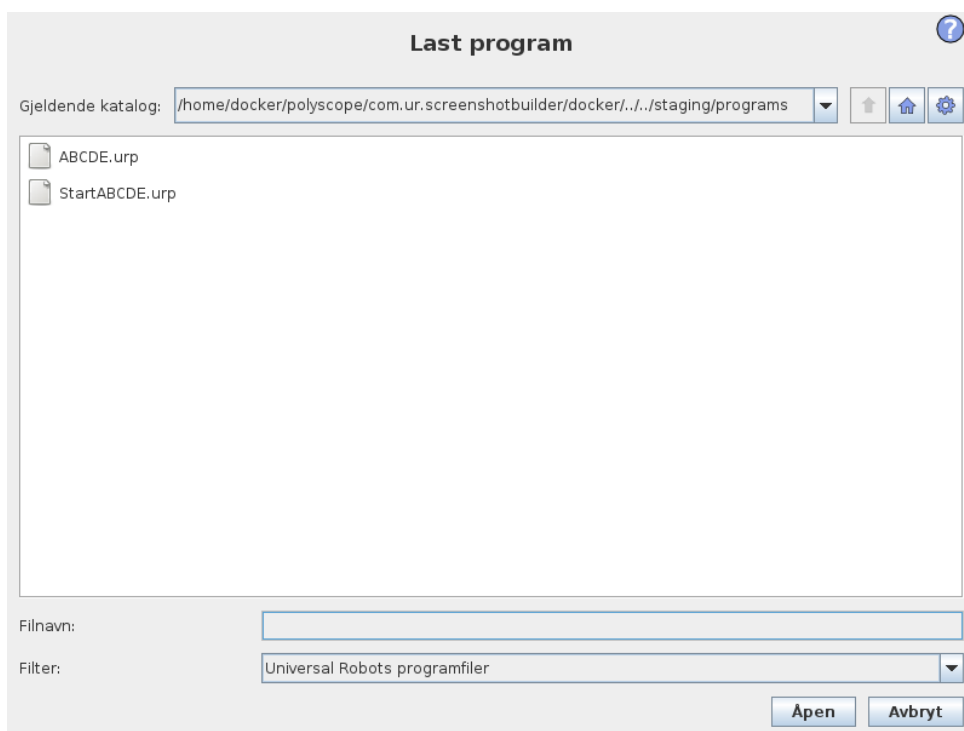 Last program
?
Gjeldende katalog: /home/docker/polyscope/com.ur.screenshotbuilder/docker/../../staging/programs
ABCDE.urp
StartABCDE.urp
Filnavn:
Filter: Universal Robots programfiler
Åpen Avbryt